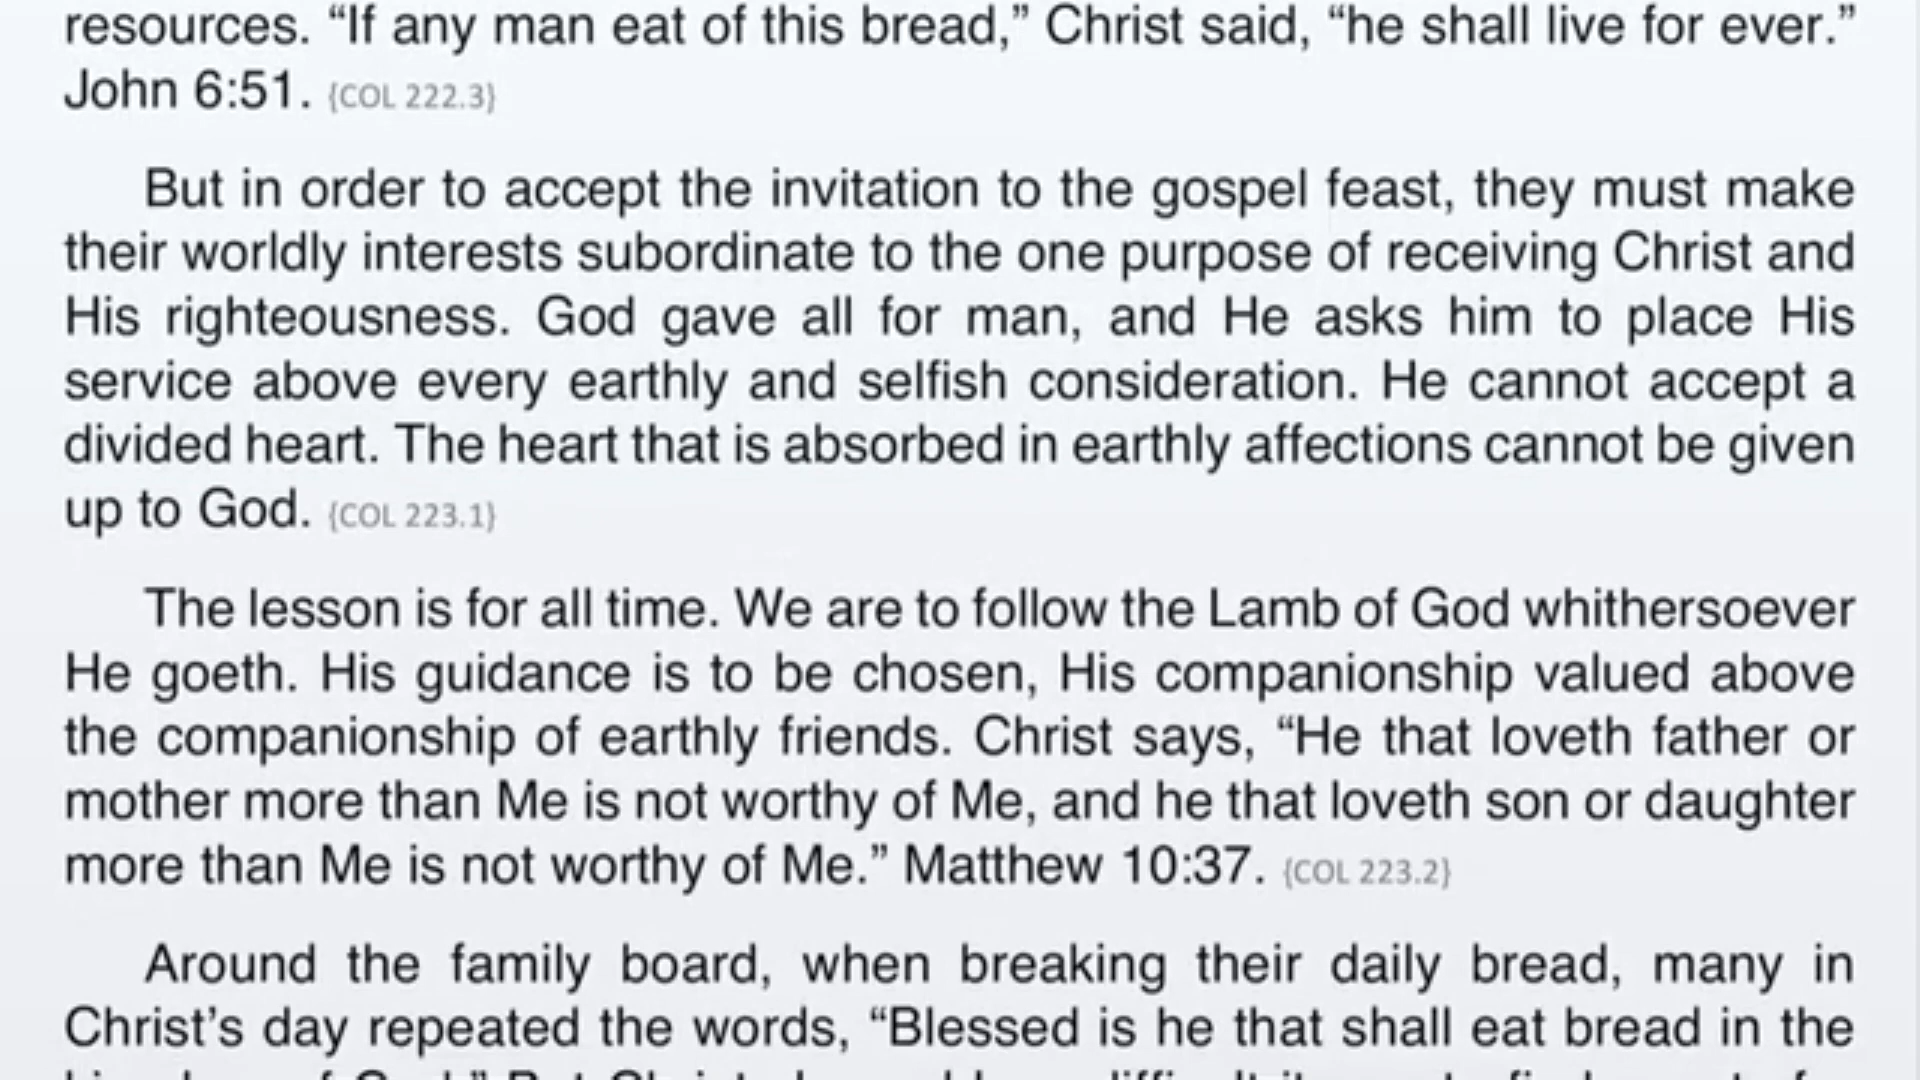 resources. “If any man eat of this bread,” Christ said, “he shall live for ever.”
John 6:51. {COL 222.3}
But in order to accept the invitation to the gospel feast, they must make
their worldly interests subordinate to the one purpose of receiving Christ and
His righteousness. God gave all for man, and He asks him to place His
service above every earthly and selfish consideration. He cannot accept a
divided heart. The heart that is absorbed in earthly affections cannot be given
up to God. {COL 223.1}
The lesson is for all time. We are to follow the Lamb of God whithersoever
He goeth. His guidance is to be chosen, His companionship valued above
the companionship of earthly friends. Christ says, “He that loveth father or
mother more than Me is not worthy of Me, and he that loveth son or daughter
more than Me is not worthy of Me.” Matthew 10:37. {COL 223.2}
Around the family board, when breaking their daily bread, many in
Christ’s day repeated the words, “Blessed is he that shall eat bread in the